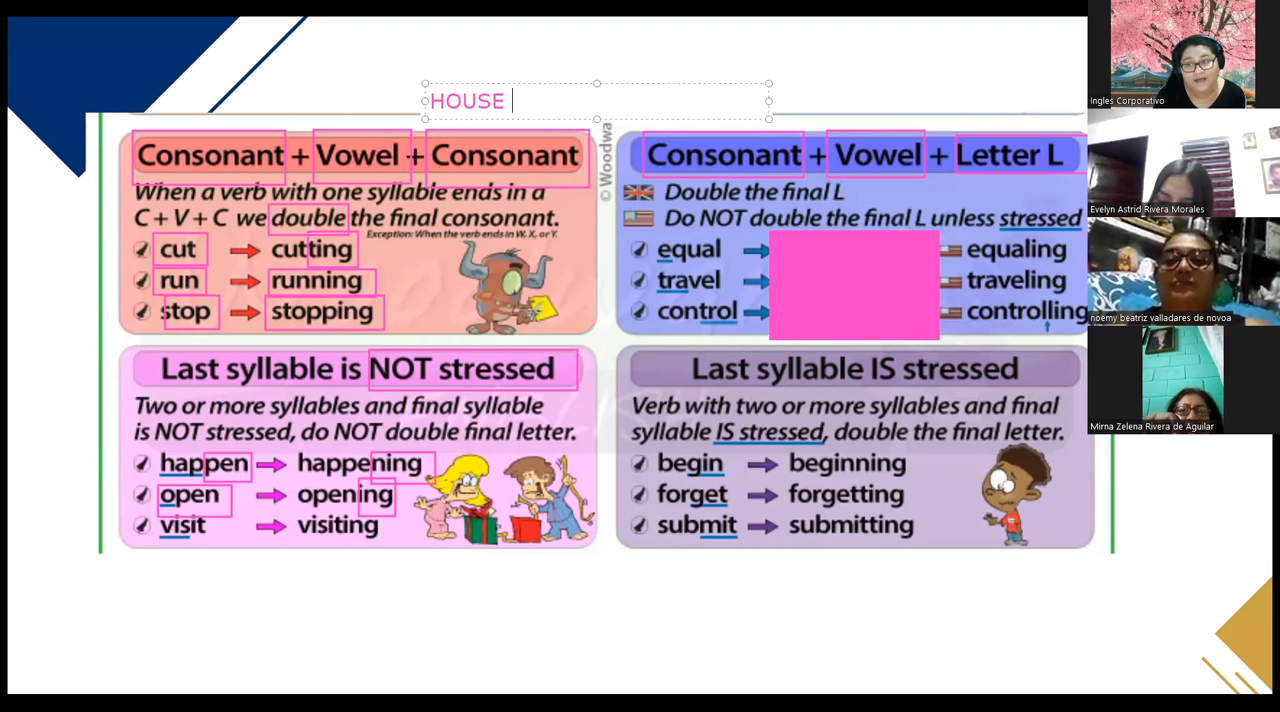 HOUSE
Consonant + Vowel + Consonant
When a verb with one syllable ends in a
C + V + C we double the final consonant.
Exception: When the verb ends in W, X, or Y.
cut cutting
run running
stop stopping
© Woodwa
Consonant + Vowel + Letter L
Double the final L
Do NOT double the final L unless stressed
equal equaling
travel traveling
control controlling
Last syllable is NOT stressed
Two or more syllables and final syllable
is NOT stressed, do NOT double final letter.
happen happening
open opening
visit visiting
Last syllable IS stressed
Verb with two or more syllables and final
syllable IS stressed, double the final letter.
begin beginning
forget forgetting
submit submitting
Ingles Corporativo
Evelyn Astrid Rivera Morales
noemy beatriz valladares de novoa
Mirna Zelena Rivera de Aguilar